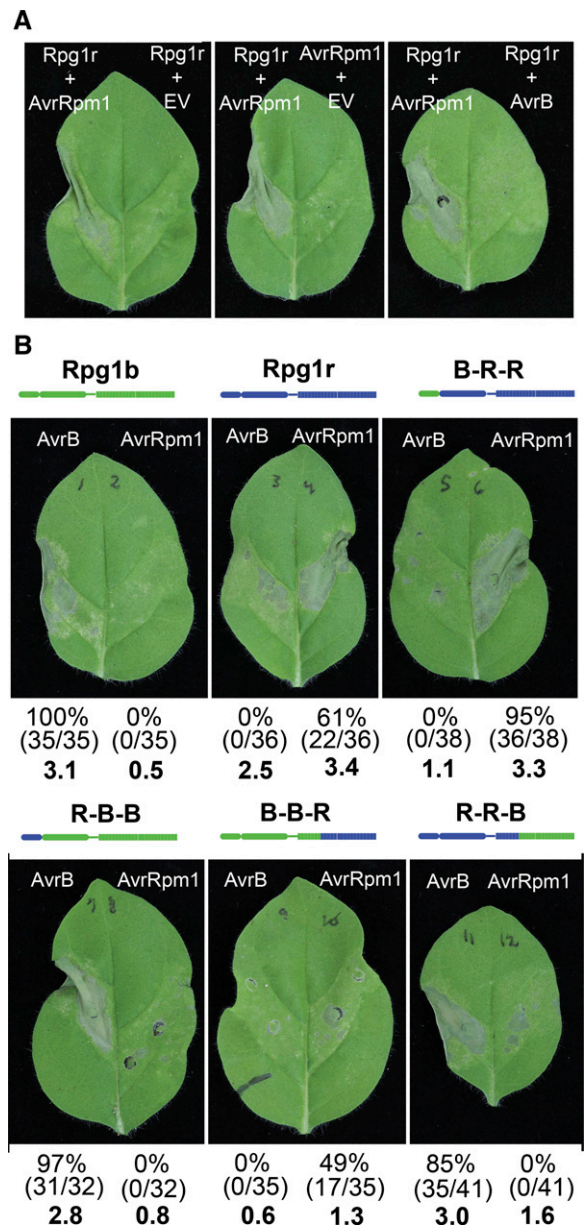 A
Rpg1r Rpg1r Rpg1r AvrRpm1 Rpg1r Rpg1r
+ + + + + +
AvrRpm1 EV AvrRpm1 EV AvrRpm1 AvrB
B
Rpg1b Rpg1r B-R-R
AvrB AvrRpm1 AvrB AvrRpm1 AvrB AvrRpm1
1 2 3 4 5 6
100% 0% 0% 61% 0% 95%
(35/35) (0/35) (0/36) (22/36) (0/38) (36/38)
3.1 0.5 2.5 3.4 1.1 3.3
R-B-B B-B-R R-R-B
AvrB AvrRpm1 AvrB AvrRpm1 AvrB AvrRpm1
7 8 9 10 11 12
97% 0% 0% 49% 85% 0%
(31/32) (0/32) (0/35) (17/35) (35/41) (0/41)
2.8 0.8 0.6 1.3 3.0 1.6